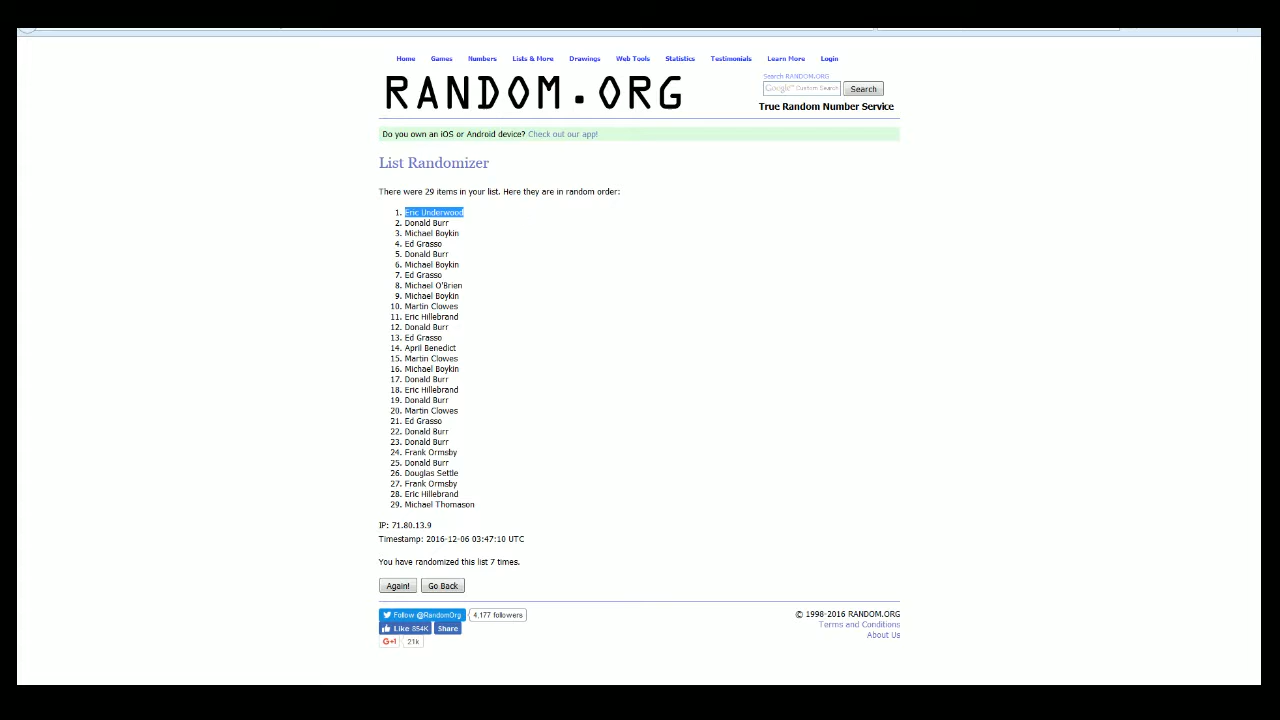 Home Games Numbers Lists & More Drawings Web Tools Statistics Testimonials Learn More Login
RANDOM.ORG
Search RANDOM.ORG
Google™ Custom Search Search
True Random Number Service
Do you own an iOS or Android device? Check out our app!
List Randomizer
There were 29 items in your list. Here they are in random order:
1. Eric Underwood
2. Donald Burr
3. Michael Boykin
4. Ed Grasso
5. Donald Burr
6. Michael Boykin
7. Ed Grasso
8. Michael O'Brien
9. Michael Boykin
10. Martin Clowes
11. Eric Hillebrand
12. Donald Burr
13. Ed Grasso
14. April Benedict
15. Martin Clowes
16. Michael Boykin
17. Donald Burr
18. Eric Hillebrand
19. Donald Burr
20. Martin Clowes
21. Ed Grasso
22. Donald Burr
23. Donald Burr
24. Frank Ormsby
25. Donald Burr
26. Douglas Settle
27. Frank Ormsby
28. Eric Hillebrand
29. Michael Thomason
IP: 71.80.13.9
Timestamp: 2016-12-06 03:47:10 UTC
You have randomized this list 7 times.
Again! Go Back
Follow @RandomOrg 4,177 followers
Like 854K Share
G+1 21k
© 1998-2016 RANDOM.ORG
Terms and Conditions
About Us